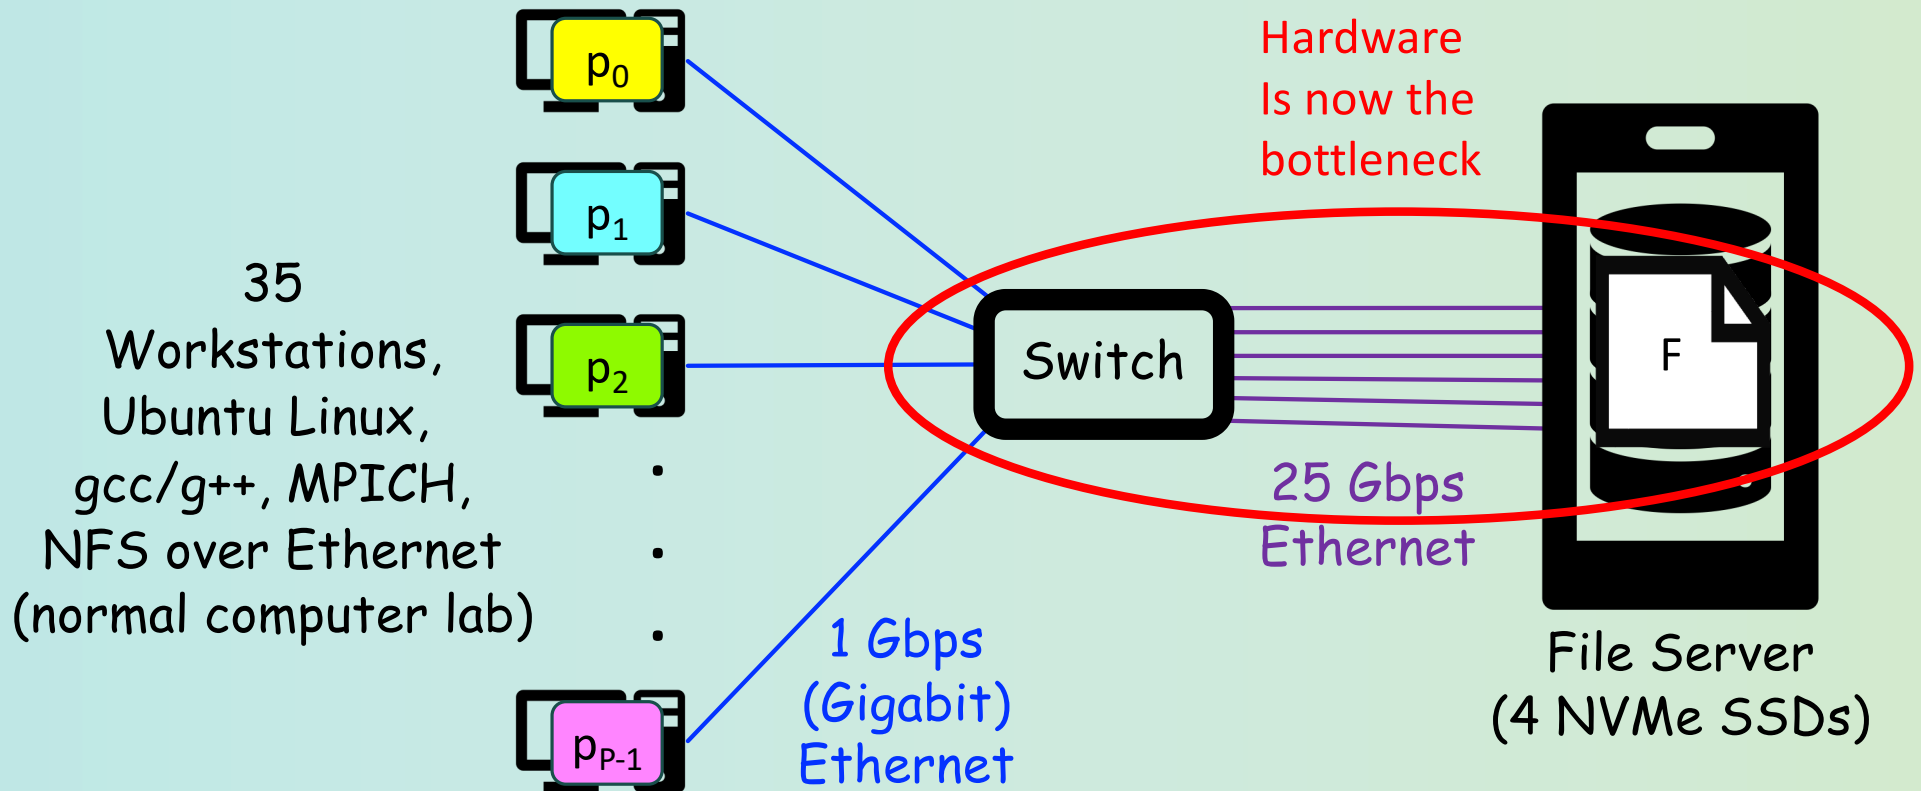 p0
p1
p2
pP-1
35
Workstations,
Ubuntu Linux,
gcc/g++, MPICH,
NFS over Ethernet
(normal computer lab)
1 Gbps
(Gigabit)
Ethernet
Switch
Hardware
Is now the
bottleneck
25 Gbps
Ethernet
F
File Server
(4 NVMe SSDs)